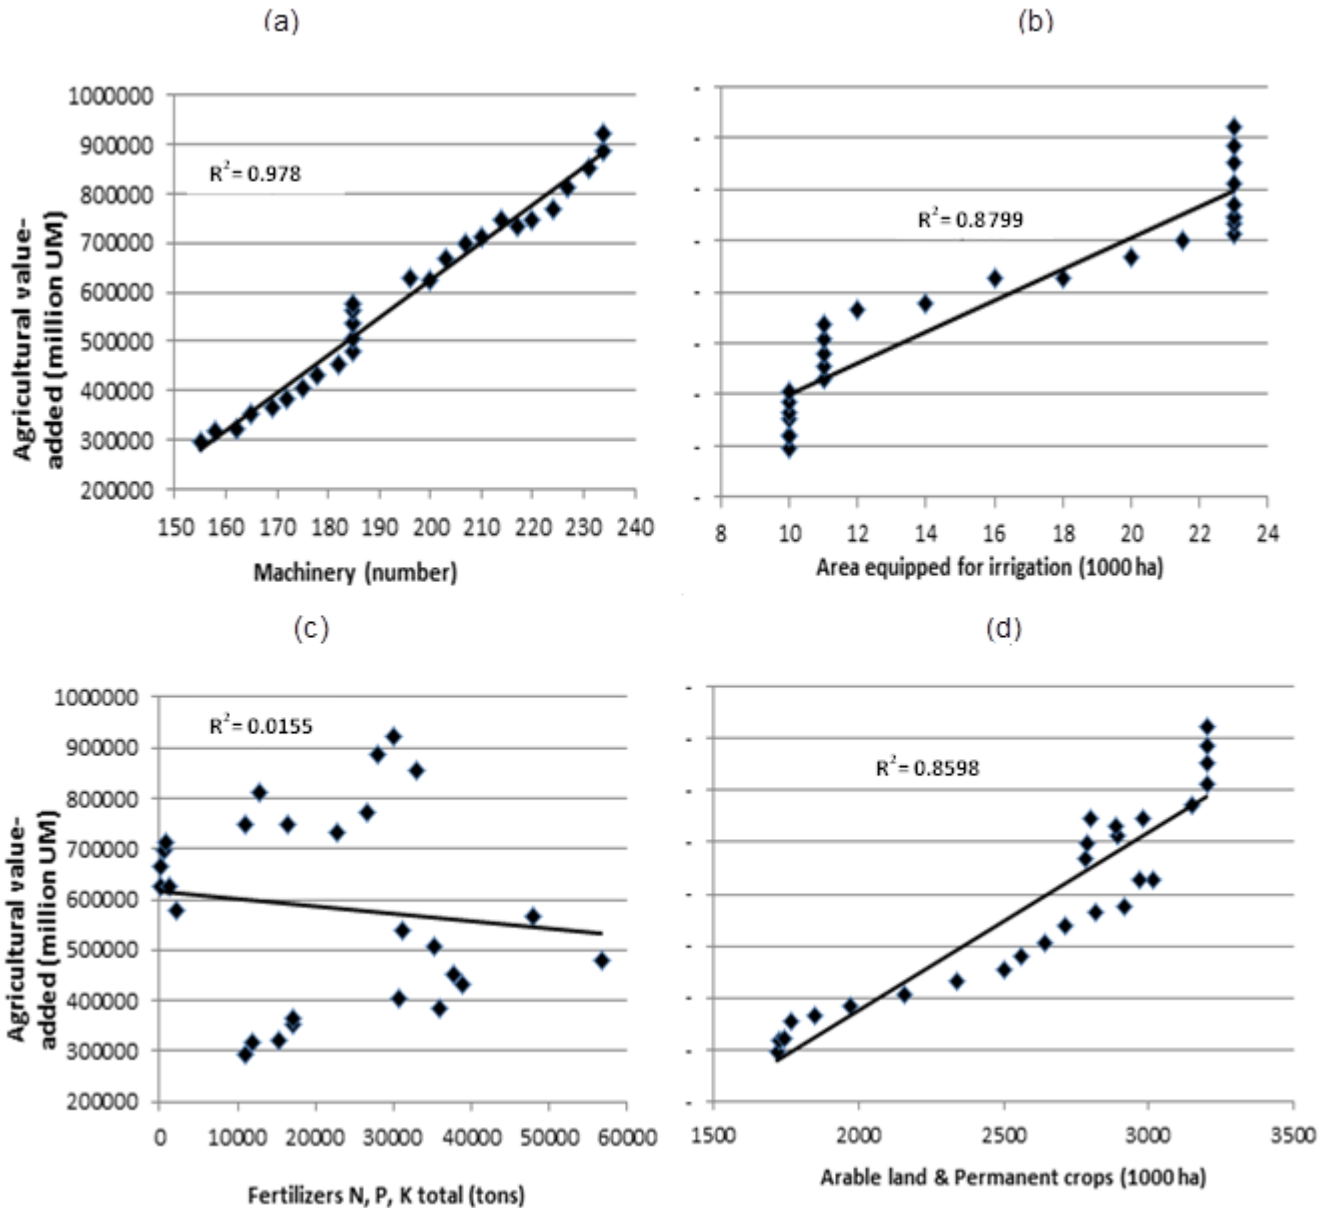 (a)
1000000
900000
800000
700000
600000
500000
400000
300000
200000
R²= 0.978
Agricultural value-
added (million UM)
150 160 170 180 190 200 210 220 230 240
Machinery (number)
(b)
-
-
-
-
-
-
-
-
-
R²= 0.8799
8 10 12 14 16 18 20 22 24
Area equipped for irrigation (1000 ha)
(c)
1000000
900000
800000
700000
600000
500000
400000
300000
200000
R²= 0.0155
Agricultural value-
added (million UM)
0 10000 20000 30000 40000 50000 60000
Fertilizers N, P, K total (tons)
(d)
-
-
-
-
-
-
-
-
-
R²= 0.8598
1500 2000 2500 3000 3500
Arable land & Permanent crops (1000 ha)